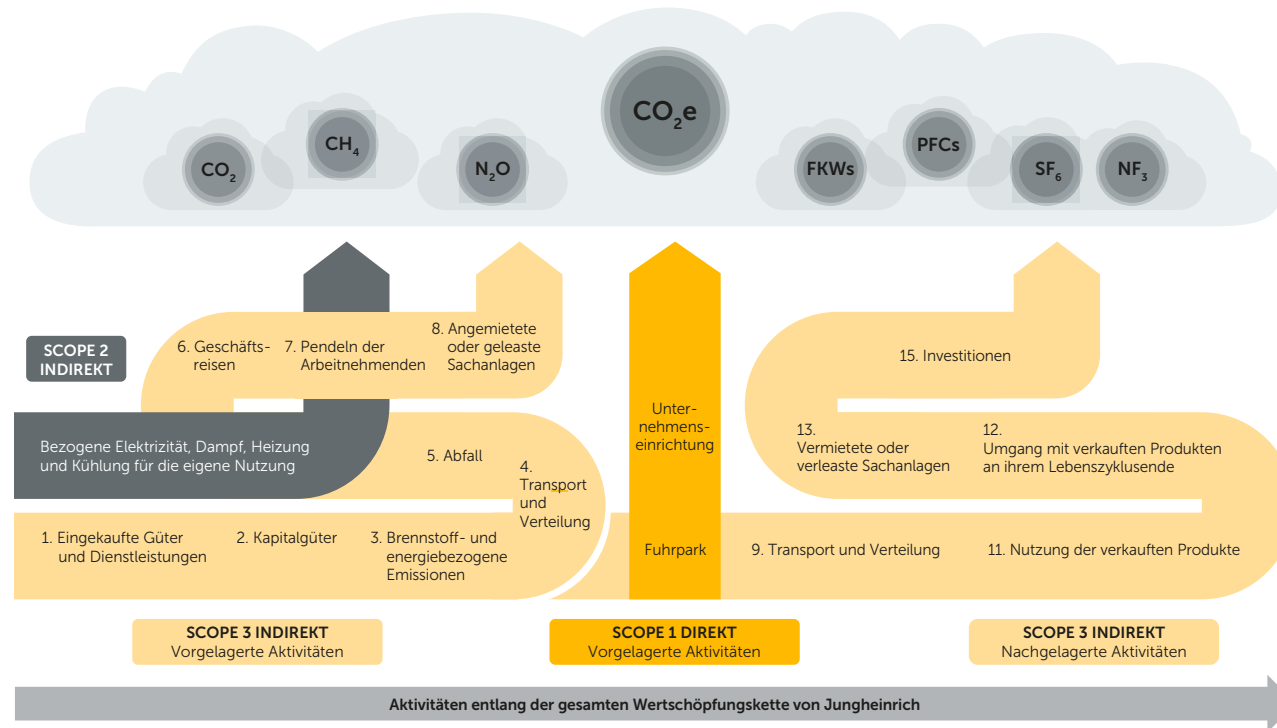 CO₂e
CO₂
CH₄
N₂O
FKWs
PFCs
SF₆
NF₃
SCOPE 2
INDIREKT
6. Geschäfts-
reisen
7. Pendeln der
Arbeitnehmenden
8. Angemietete
oder geleaste
Sachanlagen
Bezogene Elektrizität, Dampf, Heizung
und Kühlung für die eigene Nutzung
5. Abfall
4.
Transport
und
Verteilung
1. Eingekaufte Güter
und Dienstleistungen
2. Kapitalgüter
3. Brennstoff- und
energiebezogene
Emissionen
Unter-
nehmens-
einrichtung
Fuhrpark
15. Investitionen
13.
Vermietete oder
verleaste Sachanlagen
12.
Umgang mit verkauften Produkten
an ihrem Lebenszyklusende
9. Transport und Verteilung
11. Nutzung der verkauften Produkte
SCOPE 3 INDIREKT
Vorgelagerte Aktivitäten
SCOPE 1 DIREKT
Vorgelagerte Aktivitäten
SCOPE 3 INDIREKT
Nachgelagerte Aktivitäten
Aktivitäten entlang der gesamten Wertschöpfungskette von Jungheinrich